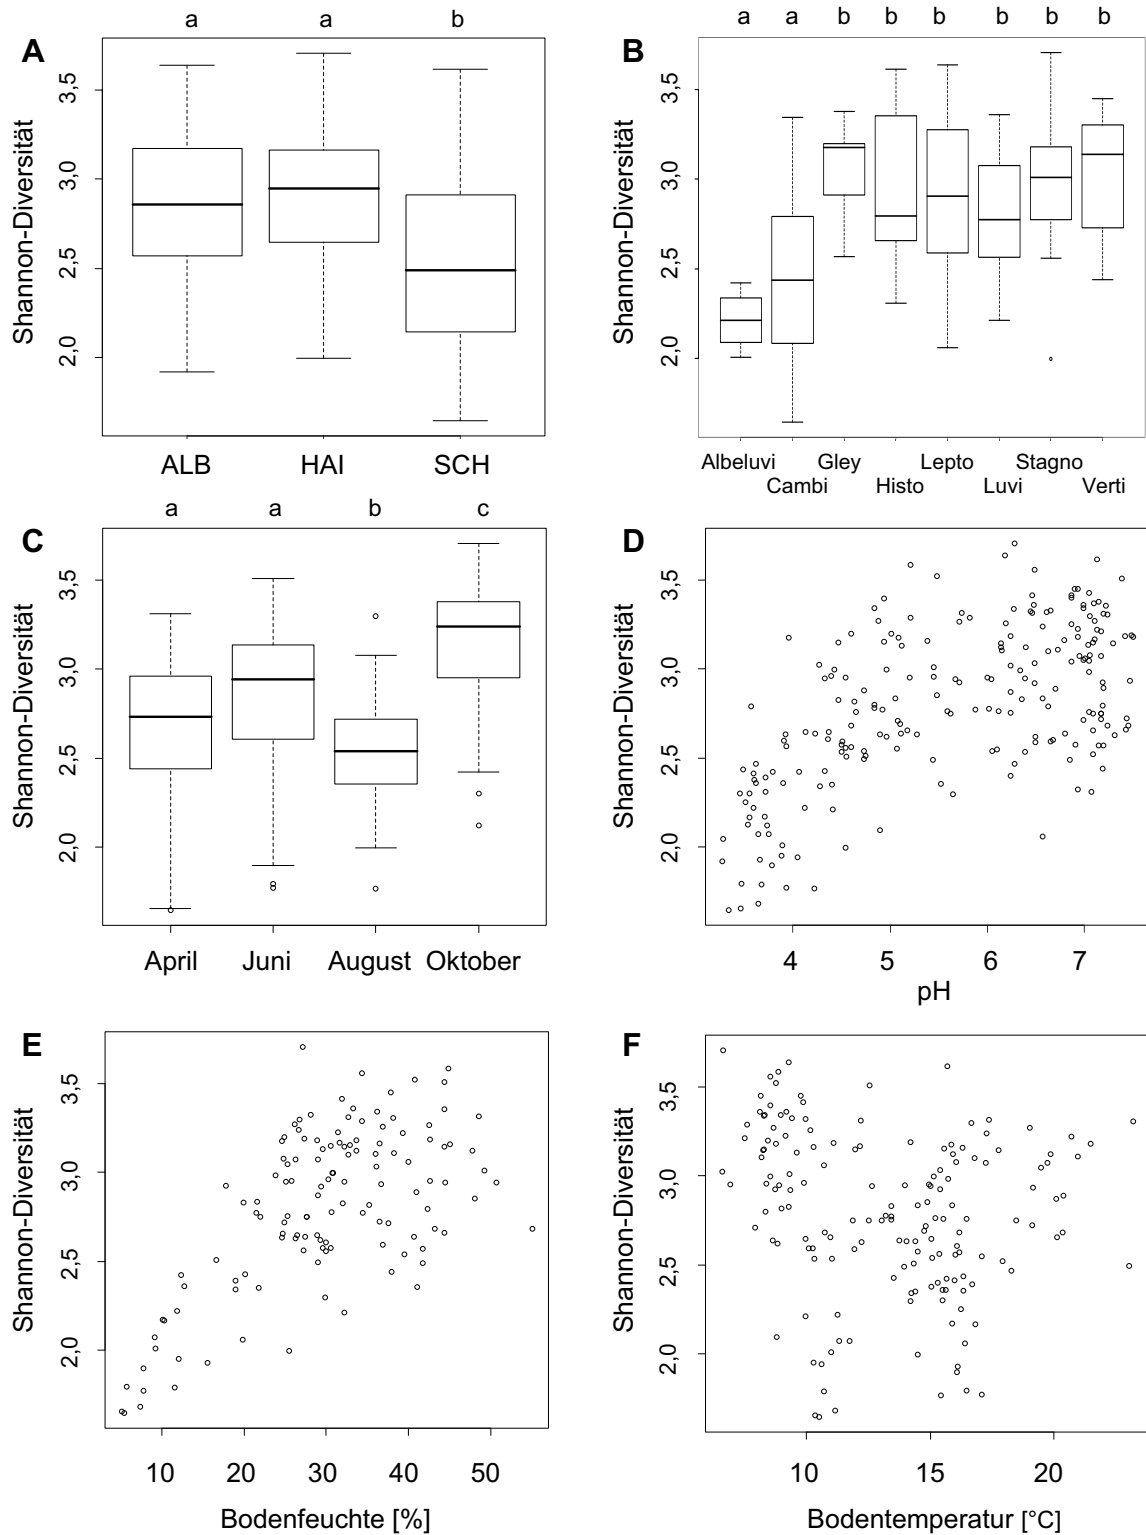 a a b
A
Shannon-Diversität
3,5
3,0
2,5
2,0
ALB HAI SCH
a a b b b b b b
B
Shannon-Diversität
3,5
3,0
2,5
2,0
Albeluvi Gley Lepto Stagno
Cambi Histo Luvi Verti
a a b c
C
Shannon-Diversität
3,5
3,0
2,5
2,0
April Juni August Oktober
D
Shannon-Diversität
3,5
3,0
2,5
2,0
4 5 6 7
pH
E
Shannon-Diversität
3,5
3,0
2,5
2,0
10 20 30 40 50
Bodenfeuchte [%]
F
Shannon-Diversität
3,5
3,0
2,5
2,0
10 15 20
Bodentemperatur [°C]